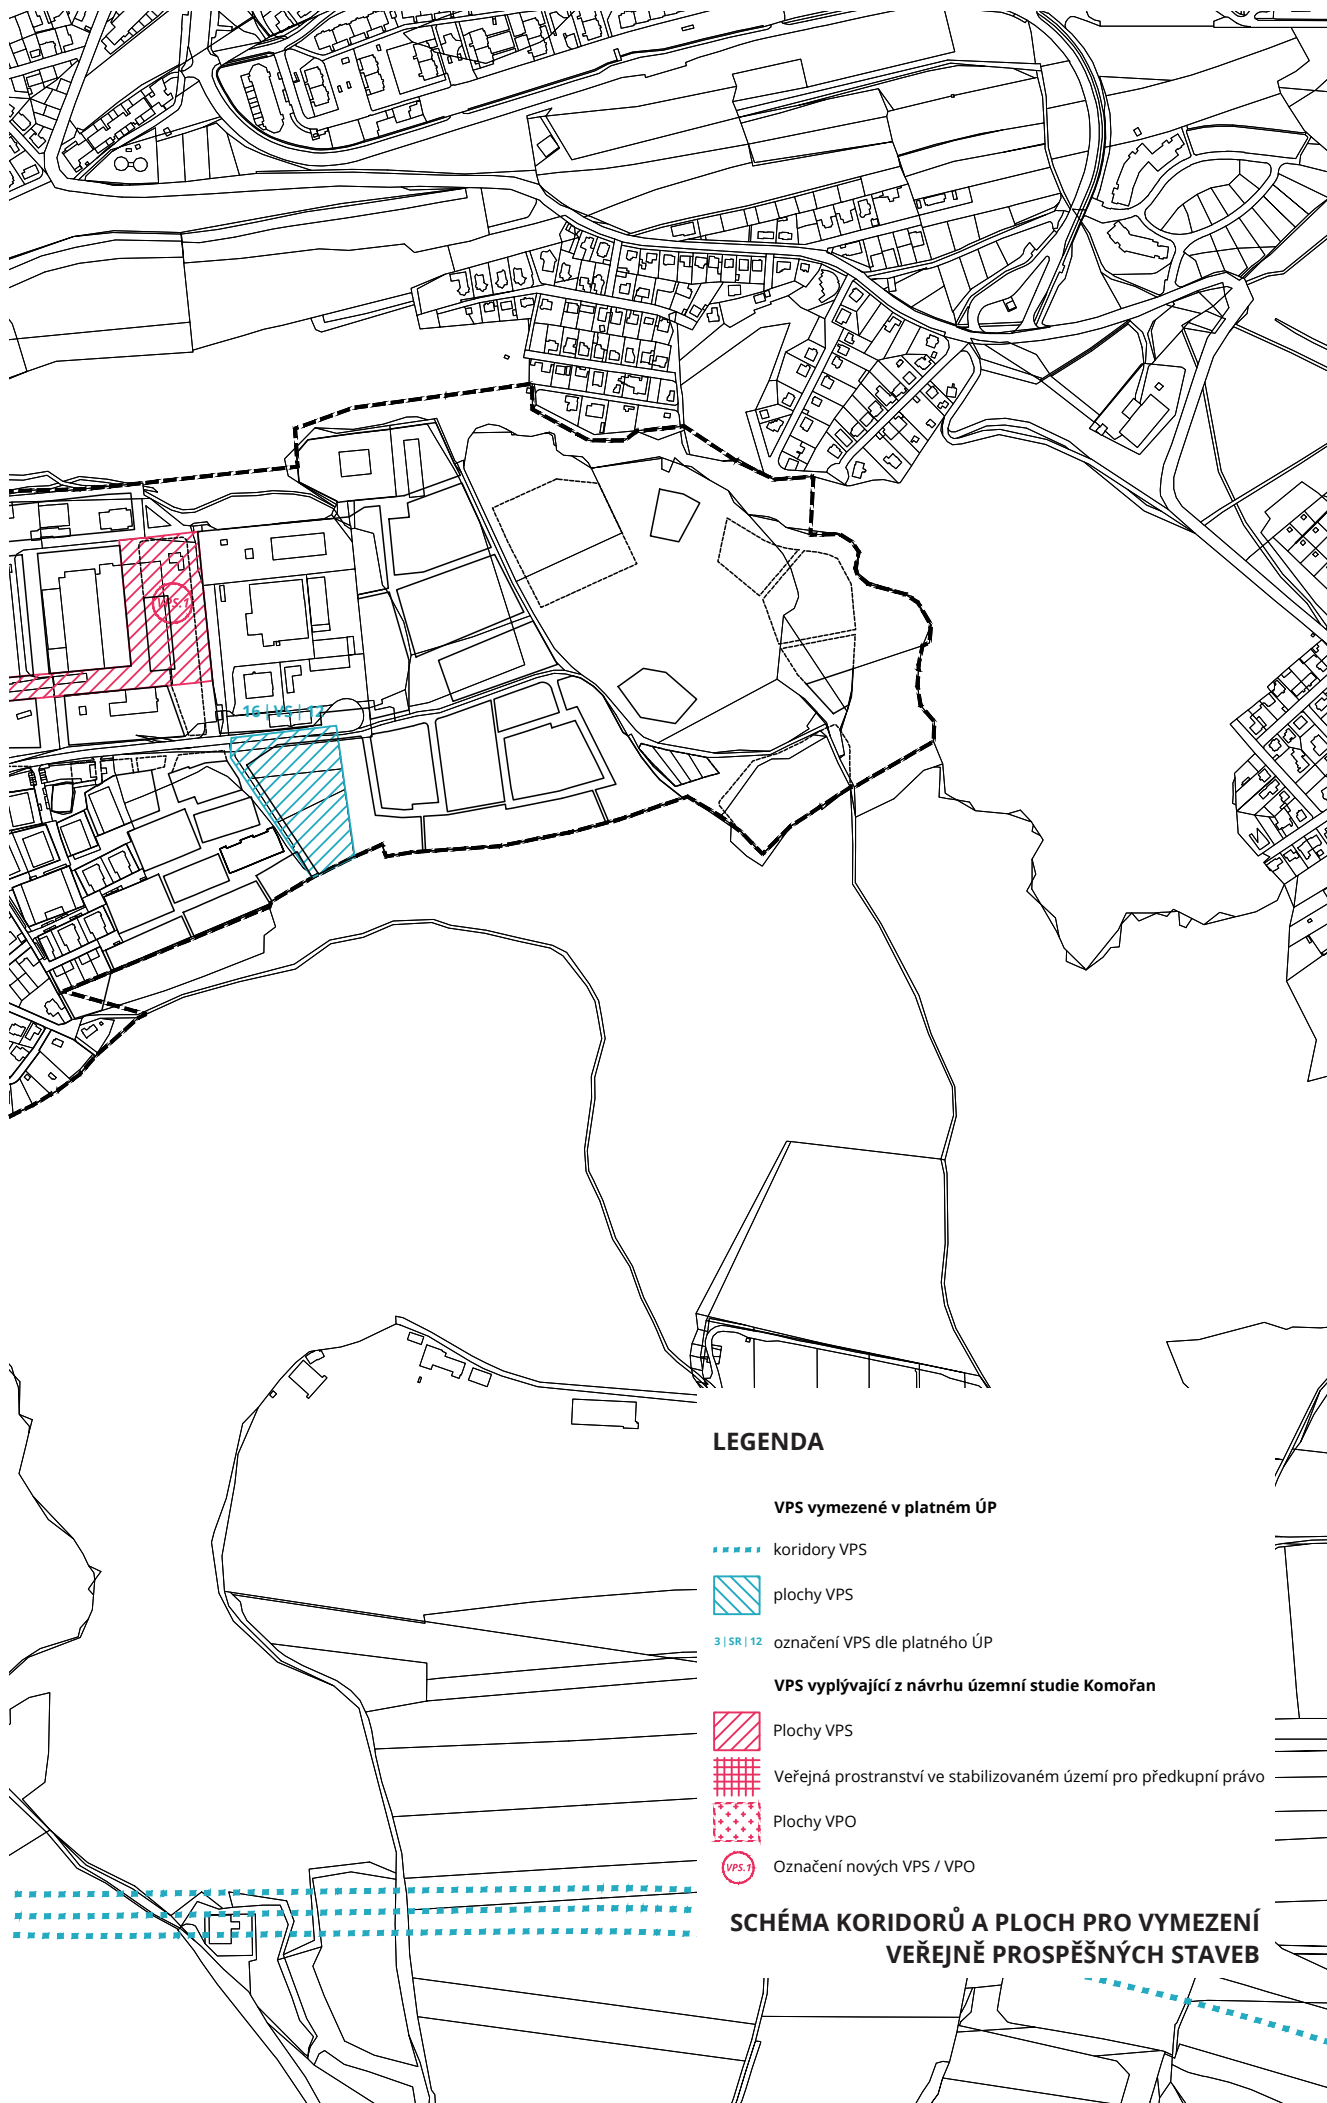 VPS.1
16 | VS | 12
LEGENDA
VPS vymezené v platném ÚP
koridory VPS
plochy VPS
3 | SR | 12 označení VPS dle platného ÚP
VPS vyplývající z návrhu územní studie Komořan
Plochy VPS
Veřejná prostranství ve stabilizovaném území pro předkupní právo
Plochy VPO
VPS.1 Označení nových VPS / VPO
SCHÉMA KORIDORŮ A PLOCH PRO VYMEZENÍ
VEŘEJNĚ PROSPĚŠNÝCH STAVEB